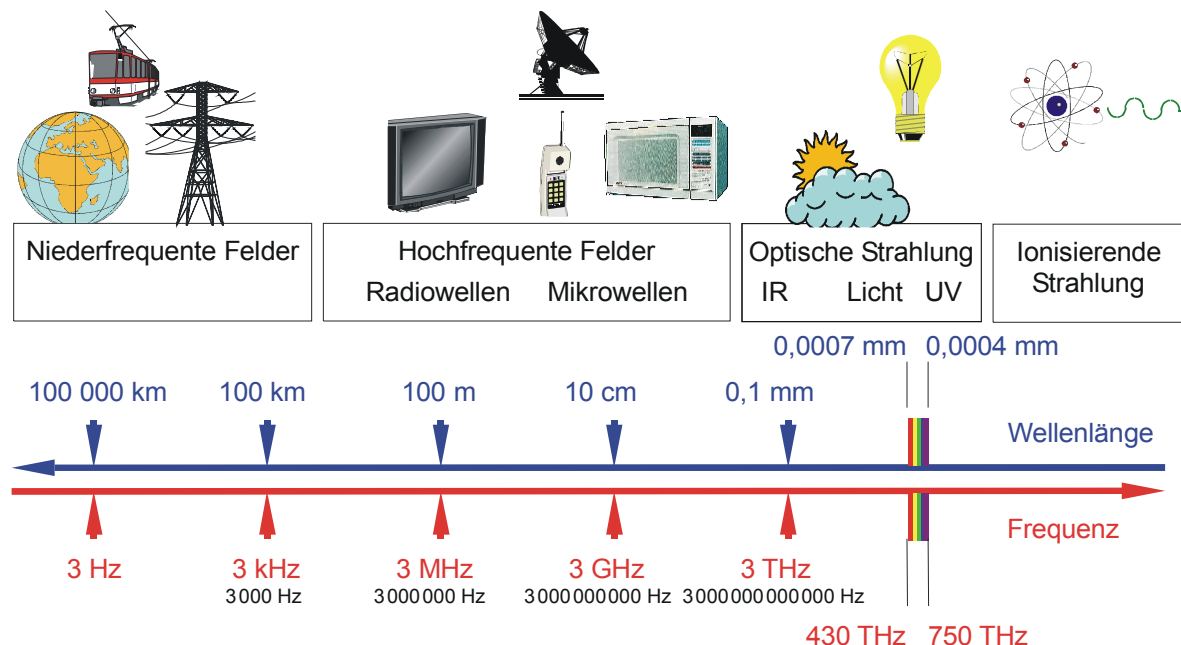 Niederfrequente Felder
Hochfrequente Felder
Radiowellen Mikrowellen
Optische Strahlung
IR Licht UV
Ionisierende
Strahlung
0,0007 mm 0,0004 mm
100 000 km 100 km 100 m 10 cm 0,1 mm
Wellenlänge
Frequenz
3 Hz 3 kHz 3 MHz 3 GHz 3 THz
3000 Hz 3000000 Hz 3000000000 Hz 3000000000000 Hz
430 THz 750 THz